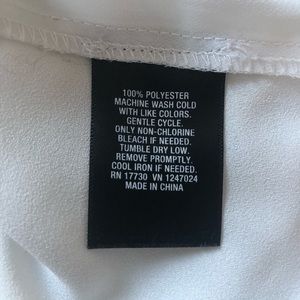 100% POLYESTER
MACHINE WASH COLD
WITH LIKE COLORS.
GENTLE CYCLE.
ONLY NON-CHLORINE
BLEACH IF NEEDED.
TUMBLE DRY LOW.
REMOVE PROMPTLY.
COOL IRON IF NEEDED.
RN 17730 VN 1247024
MADE IN CHINA